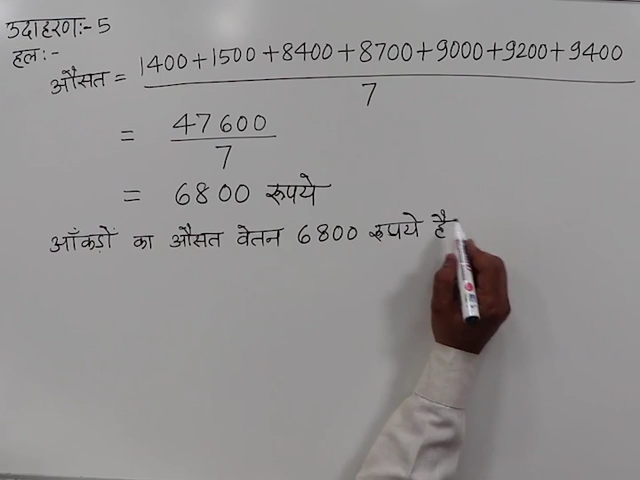 उदाहरण:- 5
हल:-
औसत = 1400+1500+8400+8700+9000+9200+9400
7
= 47600
7
= 6800 रूपये
आँकड़ों का औसत वेतन 6800 रूपये है